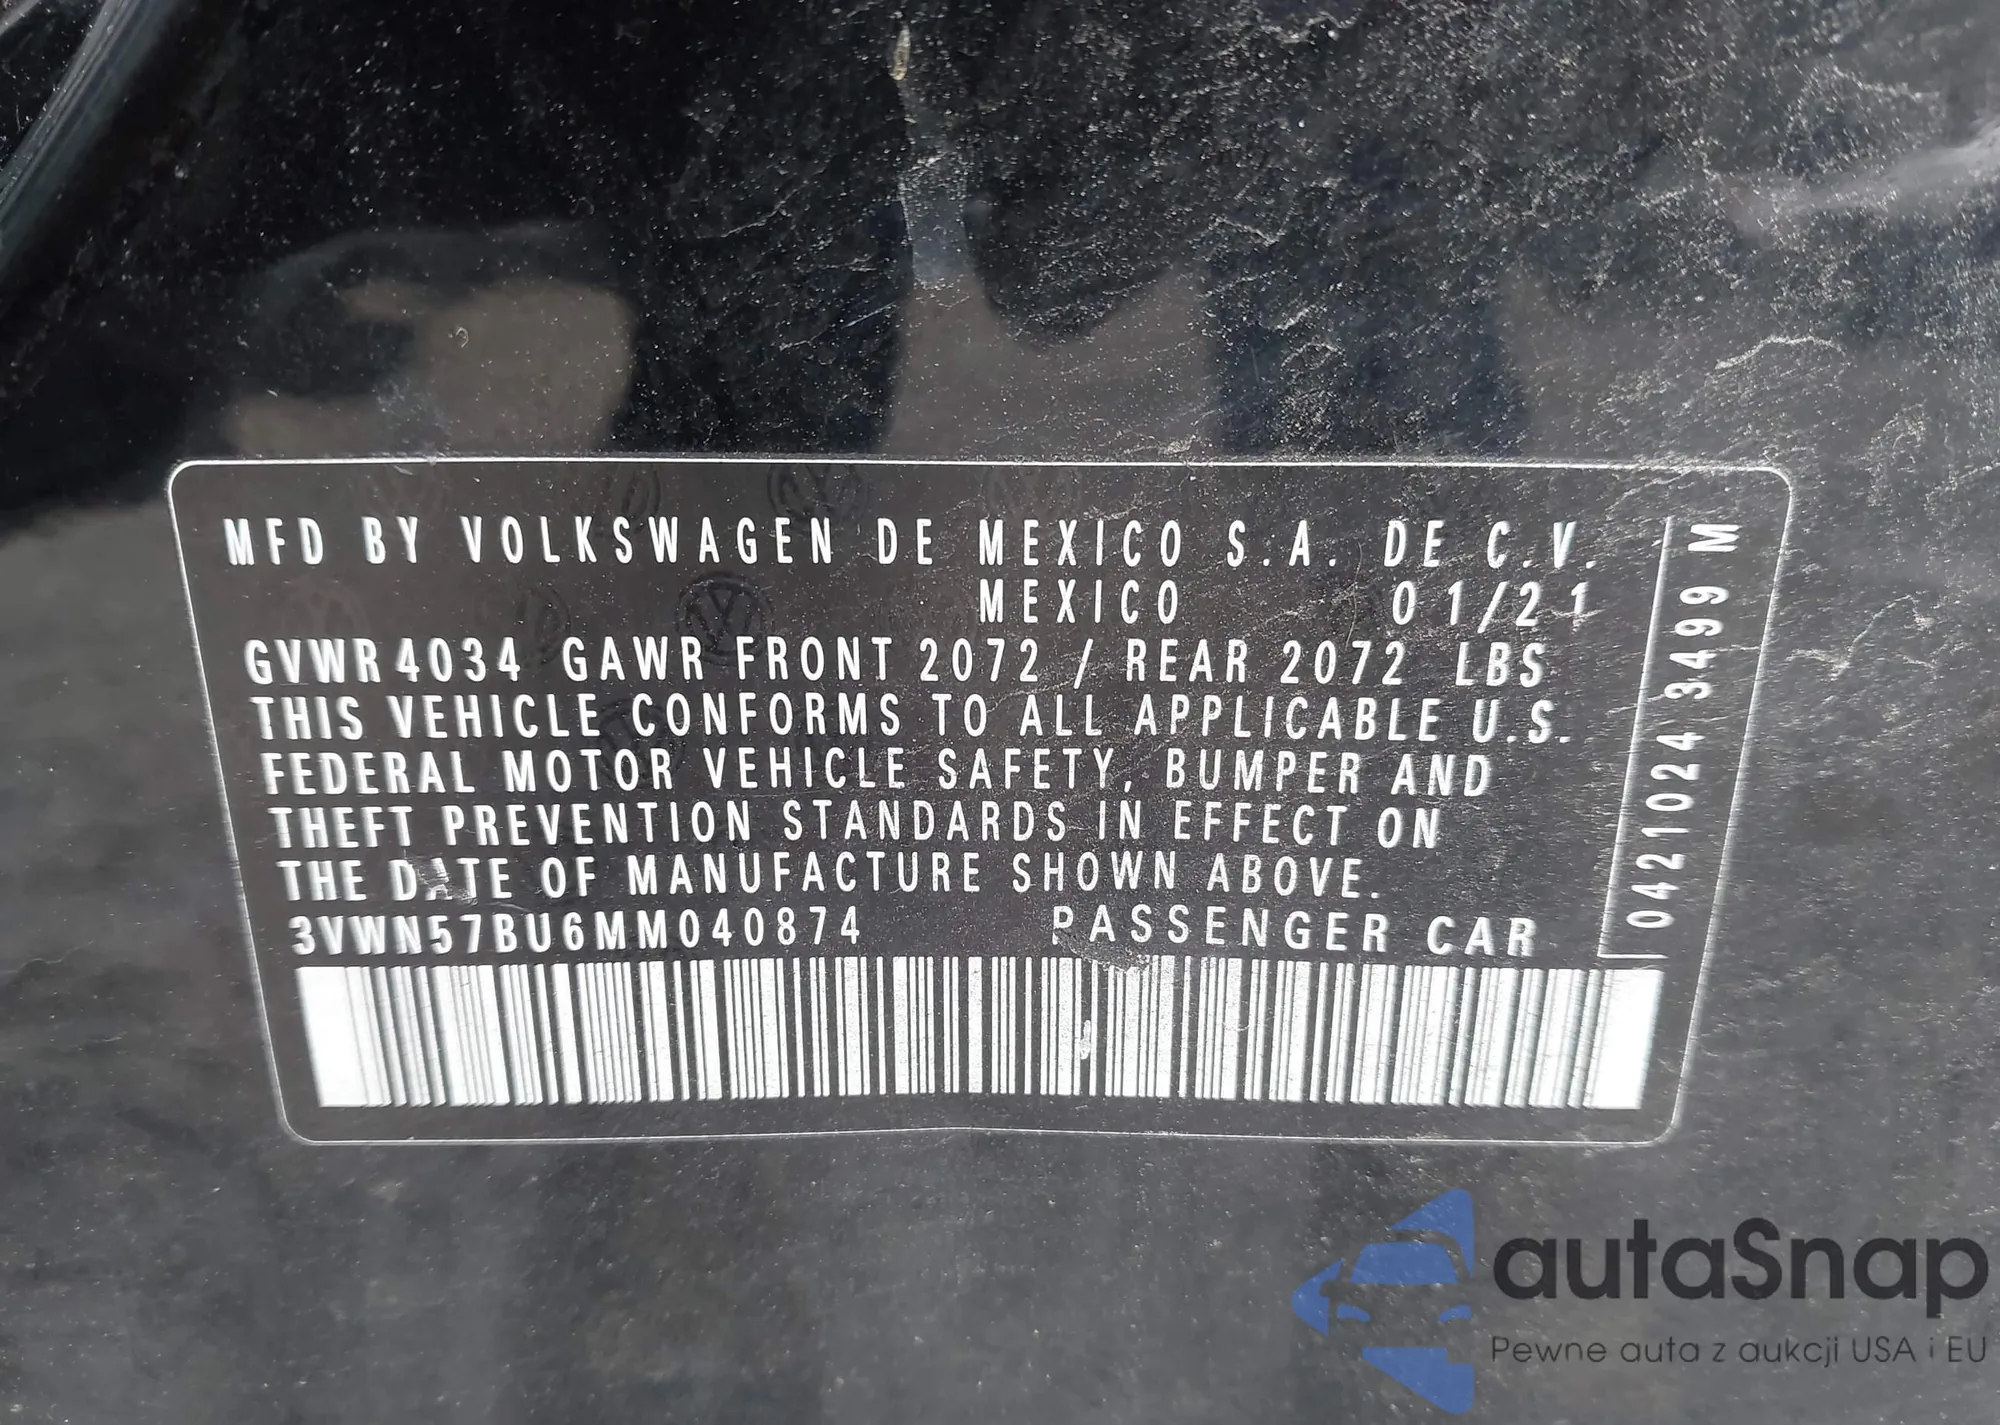 MFD BY VOLKSWAGEN DE MEXICO S.A. DE C.V.
MEXICO 01/21
GVWR 4034 GAWR FRONT 2072 / REAR 2072 LBS
THIS VEHICLE CONFORMS TO ALL APPLICABLE U.S.
FEDERAL MOTOR VEHICLE SAFETY, BUMPER AND
THEFT PREVENTION STANDARDS IN EFFECT ON
THE DATE OF MANUFACTURE SHOWN ABOVE.
3VWN57BU6MM040874 PASSENGER CAR
0421024 3499 M
autaSnap
Pewne auta z aukcji USA i EU